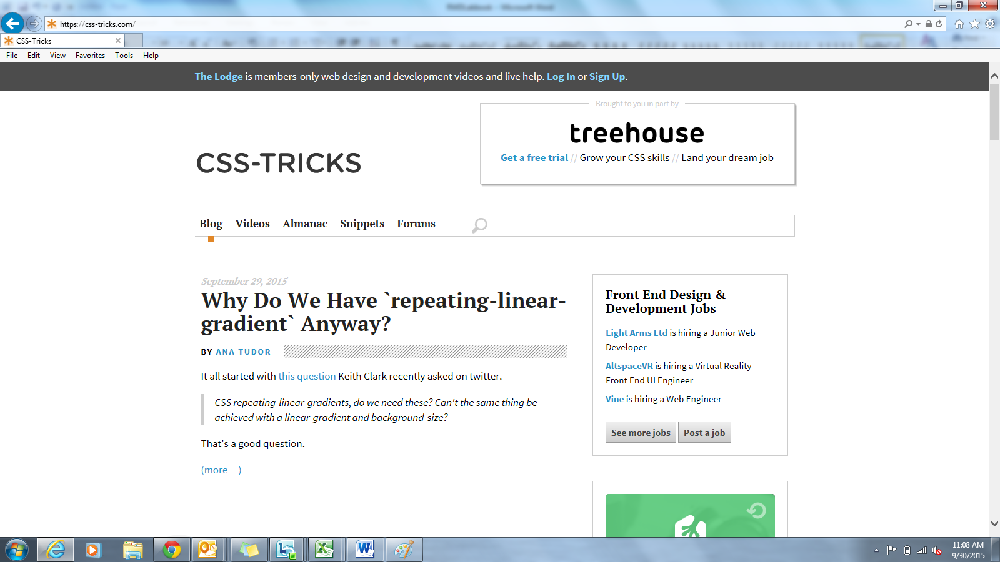 https://css-tricks.com/
CSS-Tricks
File Edit View Favorites Tools Help
The Lodge is members-only web design and development videos and live help. Log In or Sign Up.
Brought to you in part by
treehouse
Get a free trial // Grow your CSS skills // Land your dream job
CSS-TRICKS
Blog Videos Almanac Snippets Forums
September 29, 2015
Why Do We Have `repeating-linear-
gradient` Anyway?
BY ANA TUDOR
It all started with this question Keith Clark recently asked on twitter.
CSS repeating-linear-gradients, do we need these? Can't the same thing be
achieved with a linear-gradient and background-size?
That's a good question.
(more…)
Front End Design &
Development Jobs
Eight Arms Ltd is hiring a Junior Web
Developer
AltspaceVR is hiring a Virtual Reality
Front End UI Engineer
Vine is hiring a Web Engineer
See more jobs Post a job
11:08 AM
9/30/2015